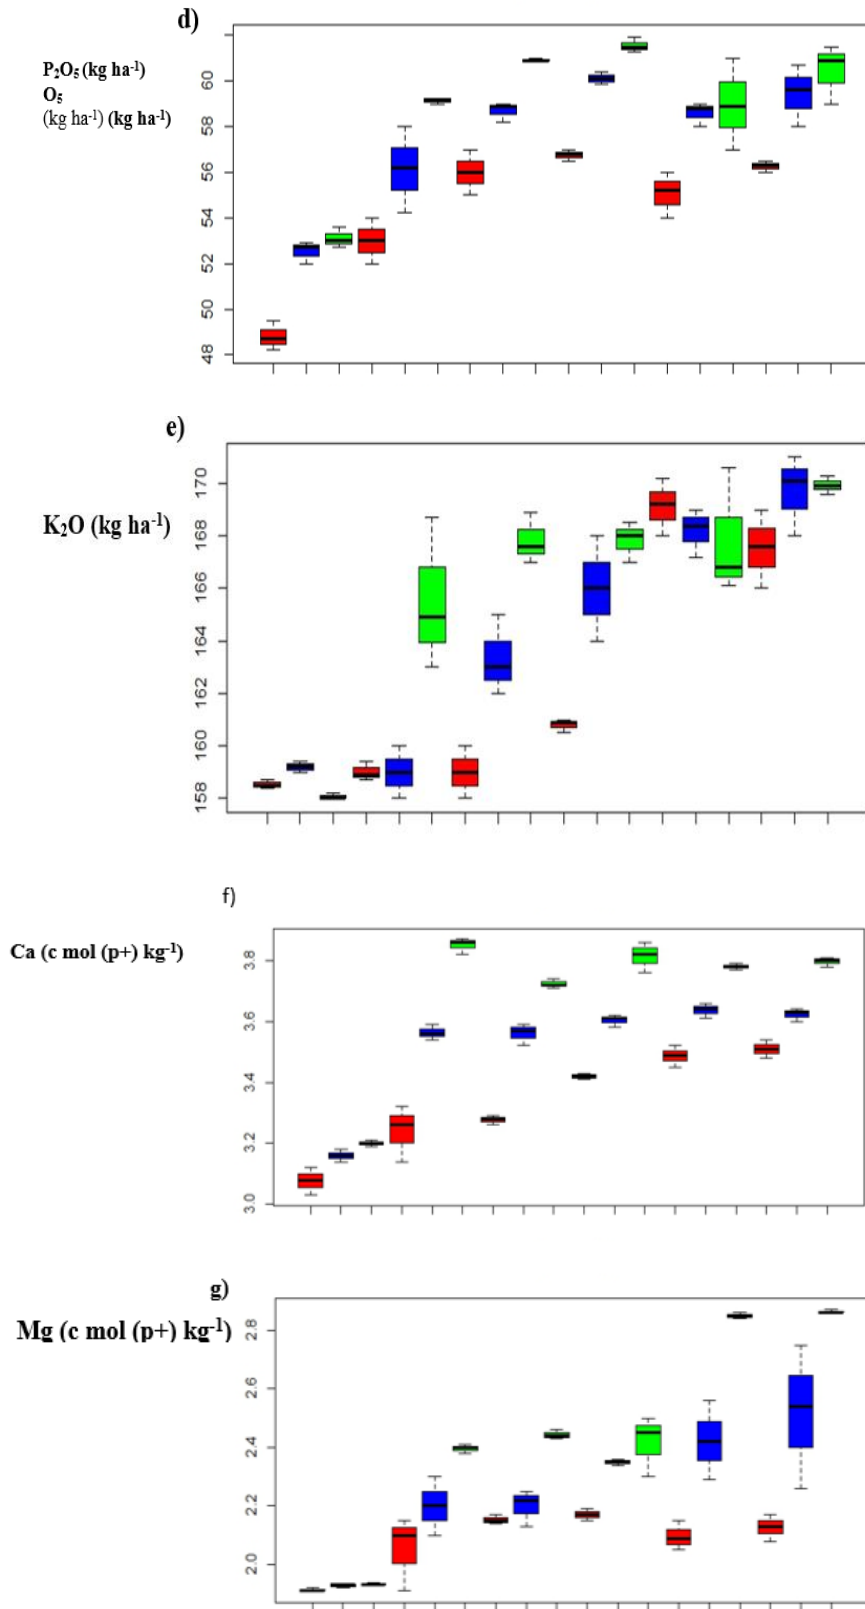 d)
P₂O₅ (kg ha⁻¹)
O₅
(kg ha⁻¹) (kg ha⁻¹)
60
58
56
54
52
50
48
e)
K₂O (kg ha⁻¹)
170
168
166
164
162
160
158
f)
Ca (c mol (p+) kg⁻¹)
3.8
3.6
3.4
3.2
3.0
g)
Mg (c mol (p+) kg⁻¹)
2.8
2.6
2.4
2.2
2.0